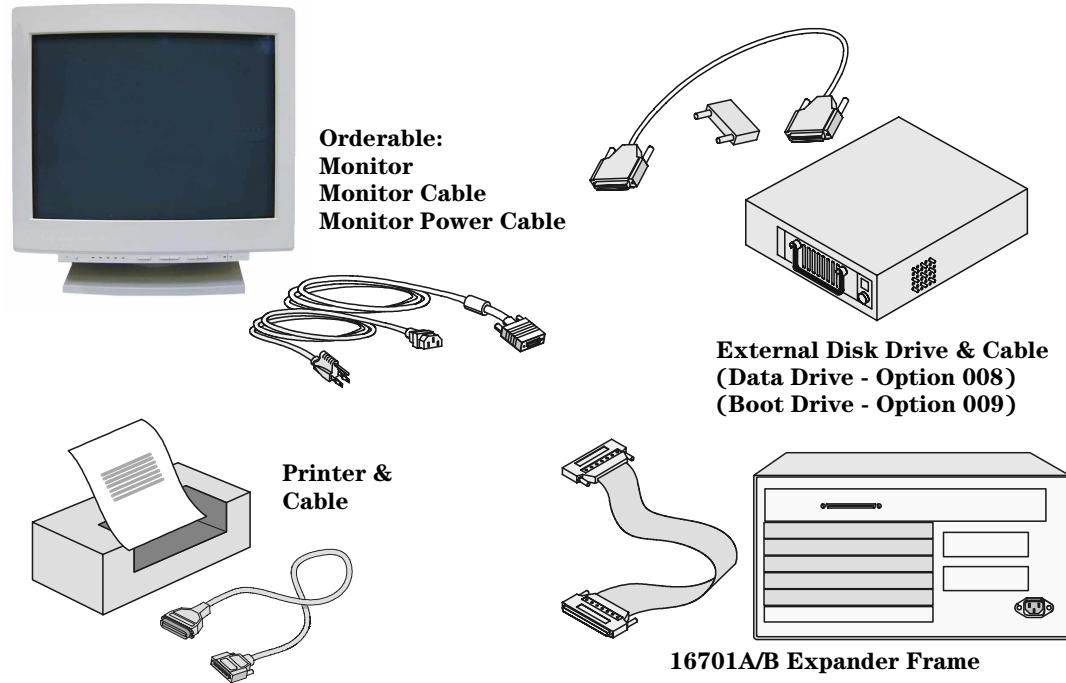 Orderable:
Monitor
Monitor Cable
Monitor Power Cable
External Disk Drive & Cable
(Data Drive - Option 008)
(Boot Drive - Option 009)
Printer &
Cable
16701A/B Expander Frame